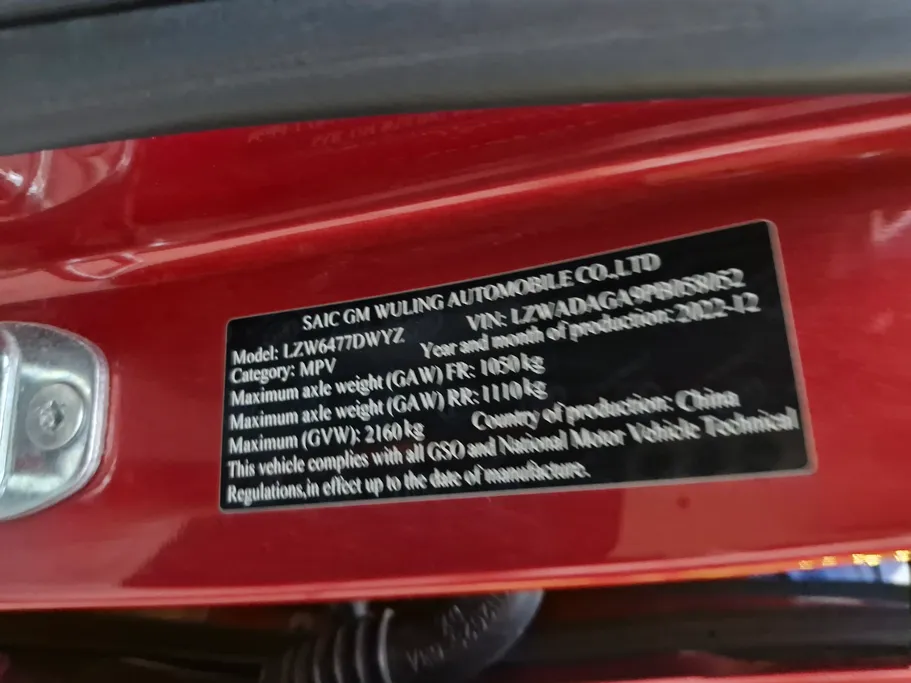 SAIC GM WULING AUTOMOBILE CO.,LTD
Model: LZW6477DWYZ VIN: LZWADAGA9PB058052
Category: MPV Year and month of production: 2022-12
Maximum axle weight (GAW) FR: 1050 kg
Maximum axle weight (GAW) RR: 1110 kg
Maximum (GVW): 2160 kg Country of production: China
This vehicle complies with all GSO and National Motor Vehicle Technical
Regulations,in effect up to the date of manufacture.